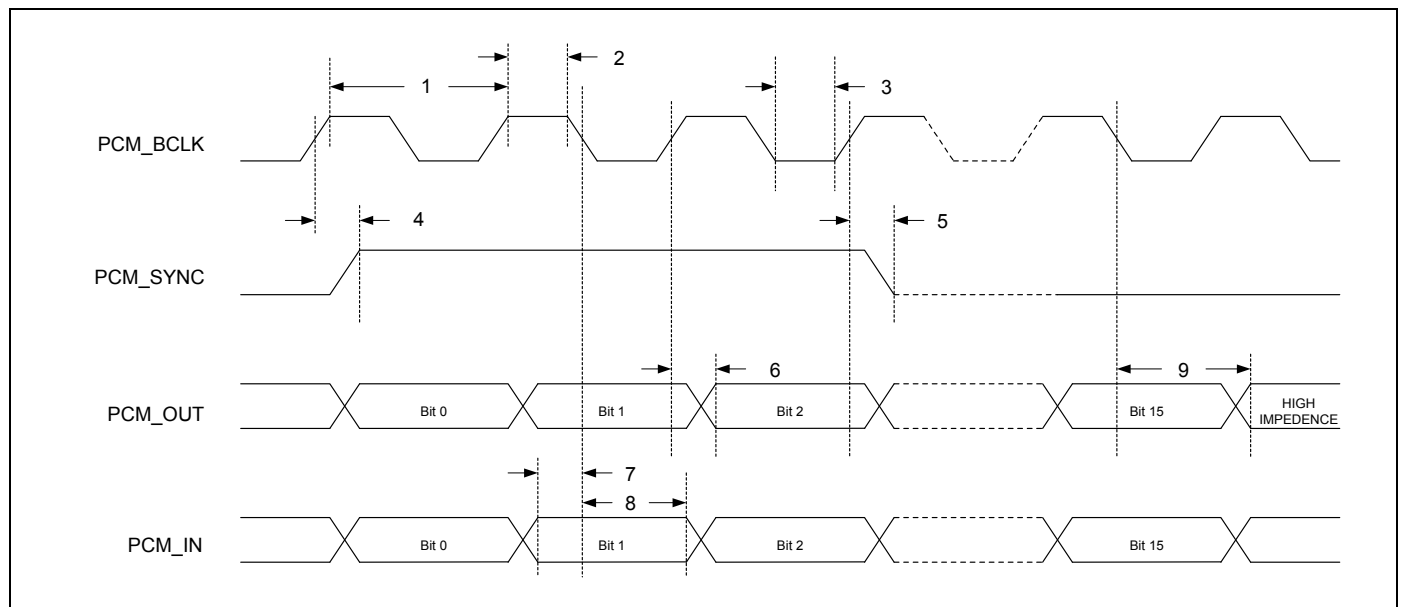 2
1
3
PCM_BCLK
4
5
PCM_SYNC
6
9
PCM_OUT
Bit 0
Bit 1
Bit 2
Bit 15
HIGH
IMPEDENCE
7
8
PCM_IN
Bit 0
Bit 1
Bit 2
Bit 15